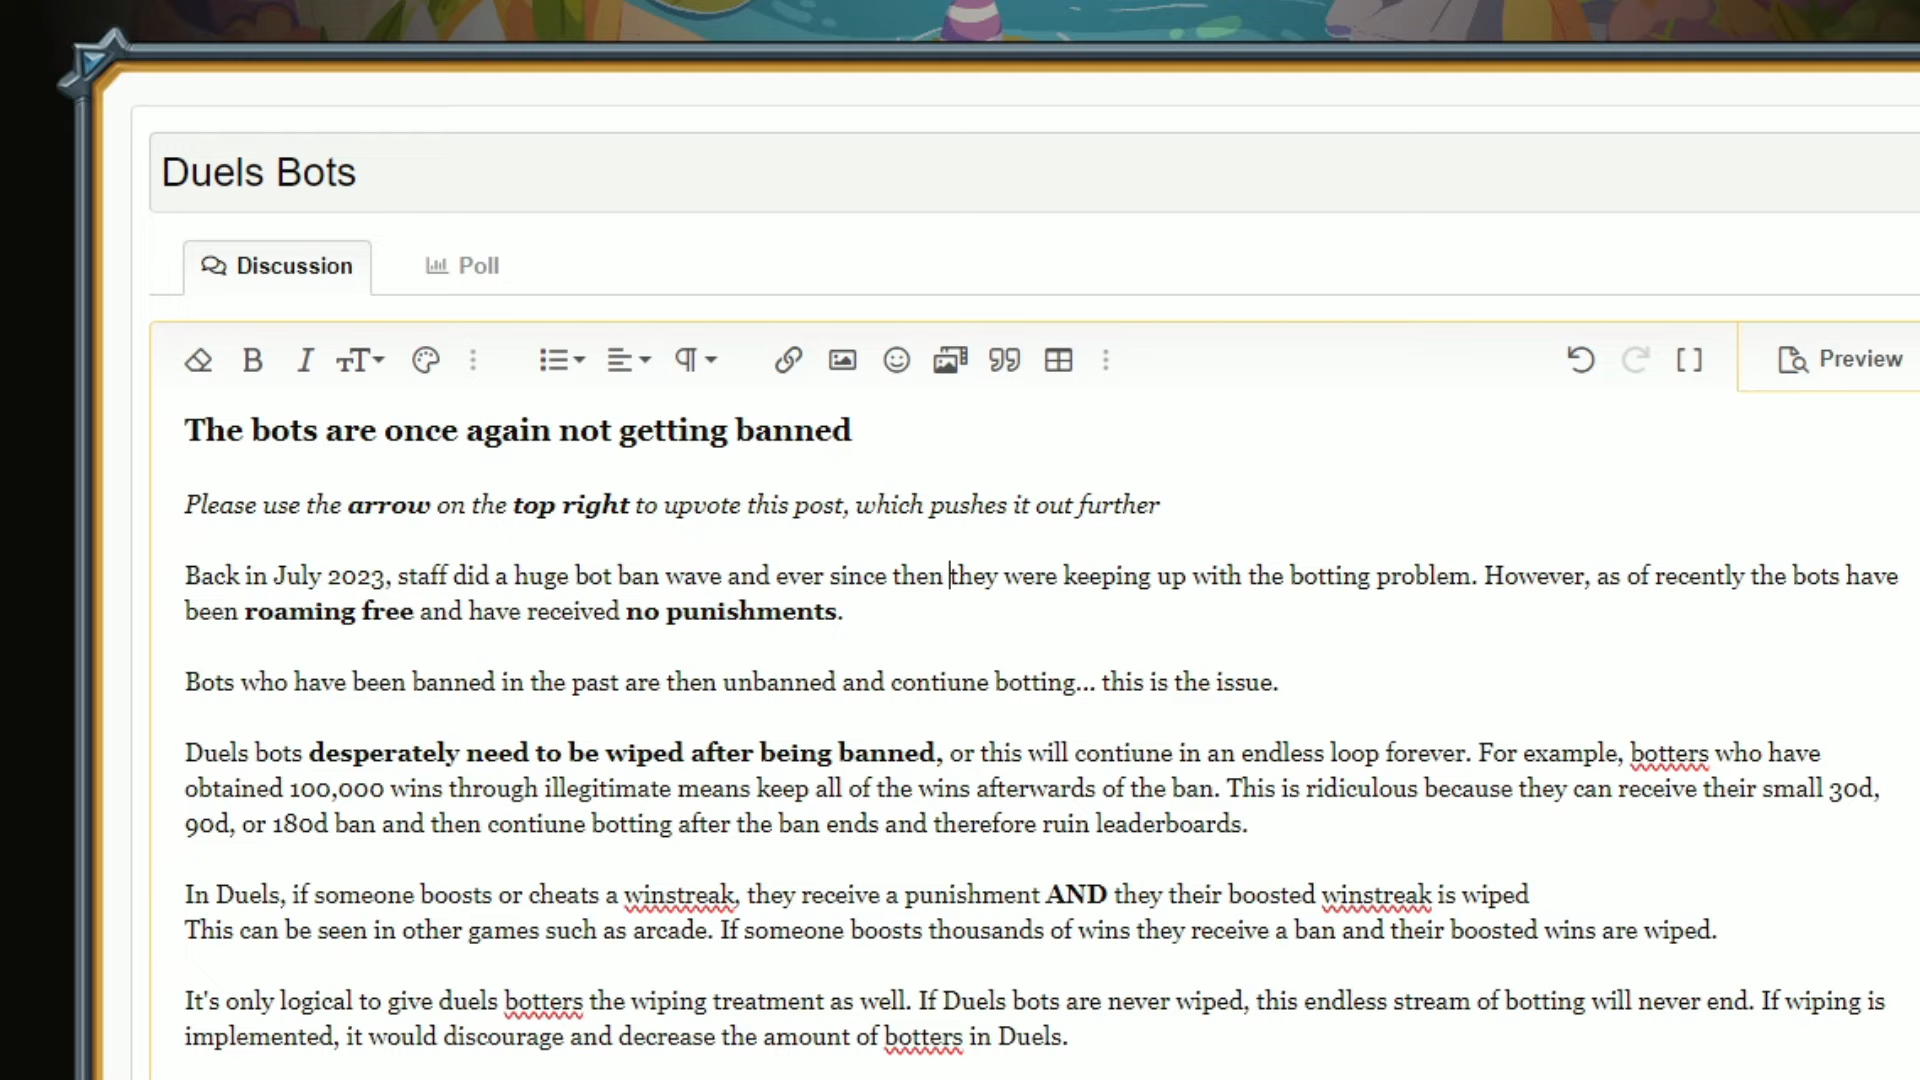 Duels Bots
Discussion
Poll
Preview
The bots are once again not getting banned
Please use the arrow on the top right to upvote this post, which pushes it out further
Back in July 2023, staff did a huge bot ban wave and ever since then they were keeping up with the botting problem. However, as of recently the bots have
been roaming free and have received no punishments.
Bots who have been banned in the past are then unbanned and contiune botting... this is the issue.
Duels bots desperately need to be wiped after being banned, or this will contiune in an endless loop forever. For example, botters who have
obtained 100,000 wins through illegitimate means keep all of the wins afterwards of the ban. This is ridiculous because they can receive their small 30d,
90d, or 180d ban and then contiune botting after the ban ends and therefore ruin leaderboards.
In Duels, if someone boosts or cheats a winstreak, they receive a punishment AND they their boosted winstreak is wiped
This can be seen in other games such as arcade. If someone boosts thousands of wins they receive a ban and their boosted wins are wiped.
It's only logical to give duels botters the wiping treatment as well. If Duels bots are never wiped, this endless stream of botting will never end. If wiping is
implemented, it would discourage and decrease the amount of botters in Duels.